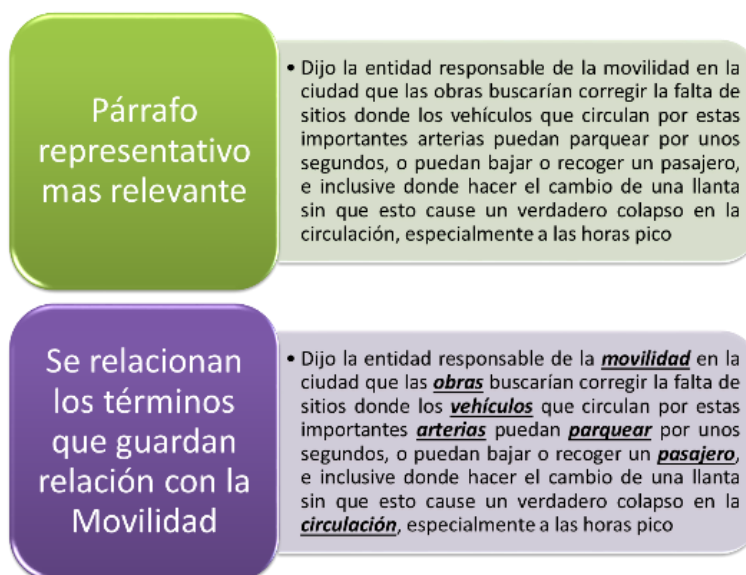 Párrafo
representativo
mas relevante
• Dijo la entidad responsable de la movilidad en la
ciudad que las obras buscarían corregir la falta de
sitios donde los vehículos que circulan por estas
importantes arterias puedan parquear por unos
segundos, o puedan bajar o recoger un pasajero,
e inclusive donde hacer el cambio de una llanta
sin que esto cause un verdadero colapso en la
circulación, especialmente a las horas pico
Se relacionan
los términos
que guardan
relación con la
Movilidad
• Dijo la entidad responsable de la movilidad en la
ciudad que las obras buscarían corregir la falta de
sitios donde los vehículos que circulan por estas
importantes arterias puedan parquear por unos
segundos, o puedan bajar o recoger un pasajero,
e inclusive donde hacer el cambio de una llanta
sin que esto cause un verdadero colapso en la
circulación, especialmente a las horas pico